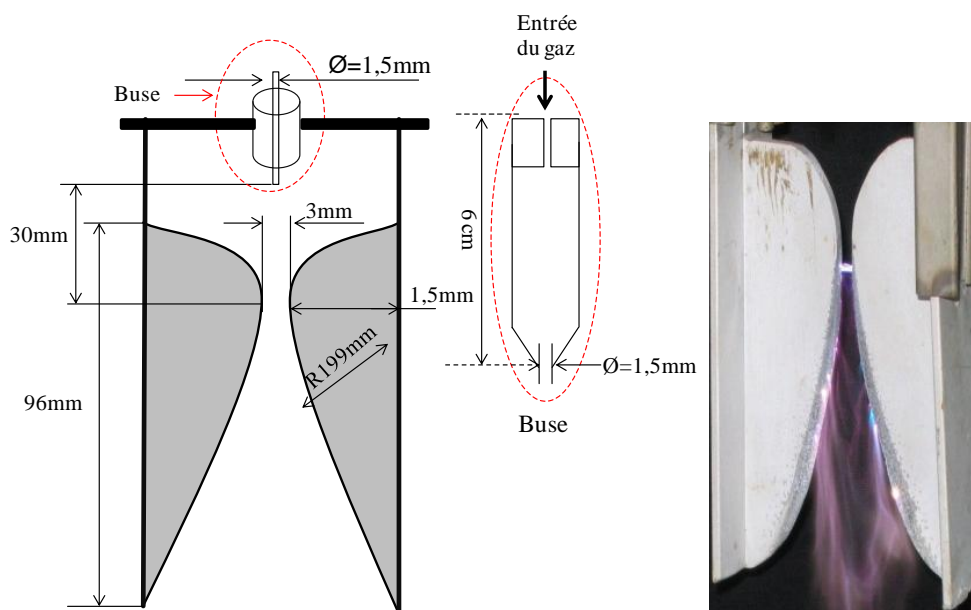 Entrée
du gaz
Ø=1,5mm
Buse
3mm
30mm
6 cm
1,5mm
R199mm
Ø=1,5mm
96mm
Buse